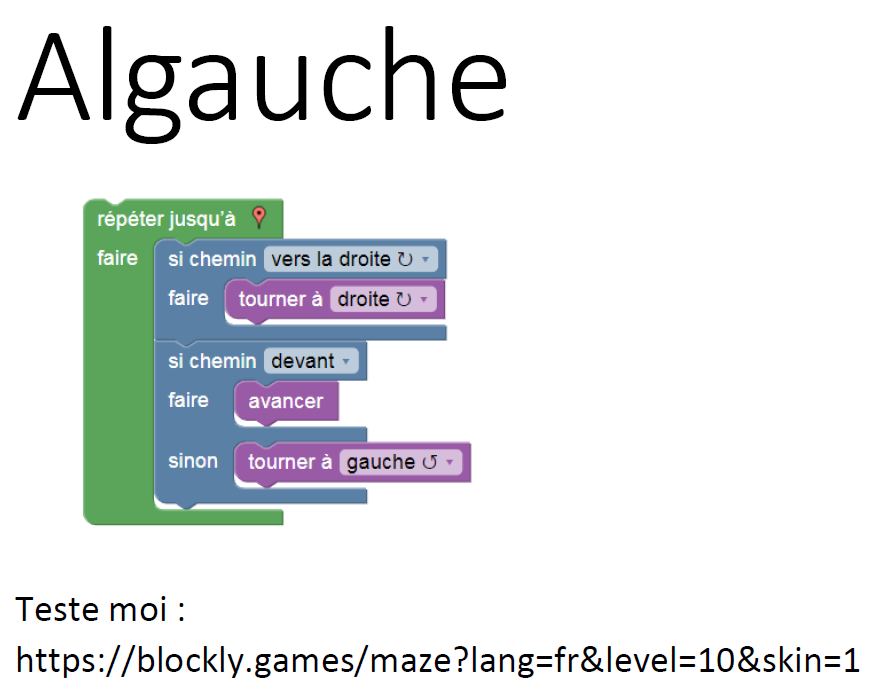 Algauche
répéter jusqu'à
faire si chemin vers la droite ↻
faire tourner à droite ↻
si chemin devant
faire avancer
sinon tourner à gauche ↺
Teste moi :
https://blockly.games/maze?lang=fr&level=10&skin=1